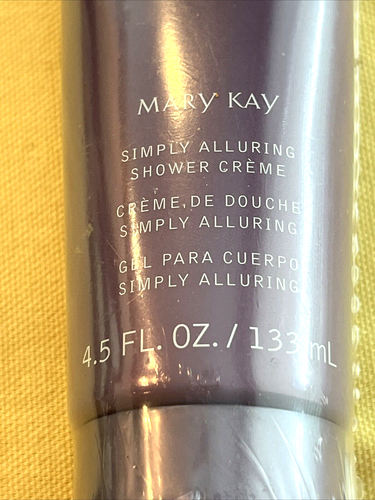 MARY KAY
SIMPLY ALLURING
SHOWER CRÈME
CRÈME DE DOUCHE
SIMPLY ALLURING
GEL PARA CUERPO
SIMPLY ALLURING
4.5 FL. OZ. / 133 mL